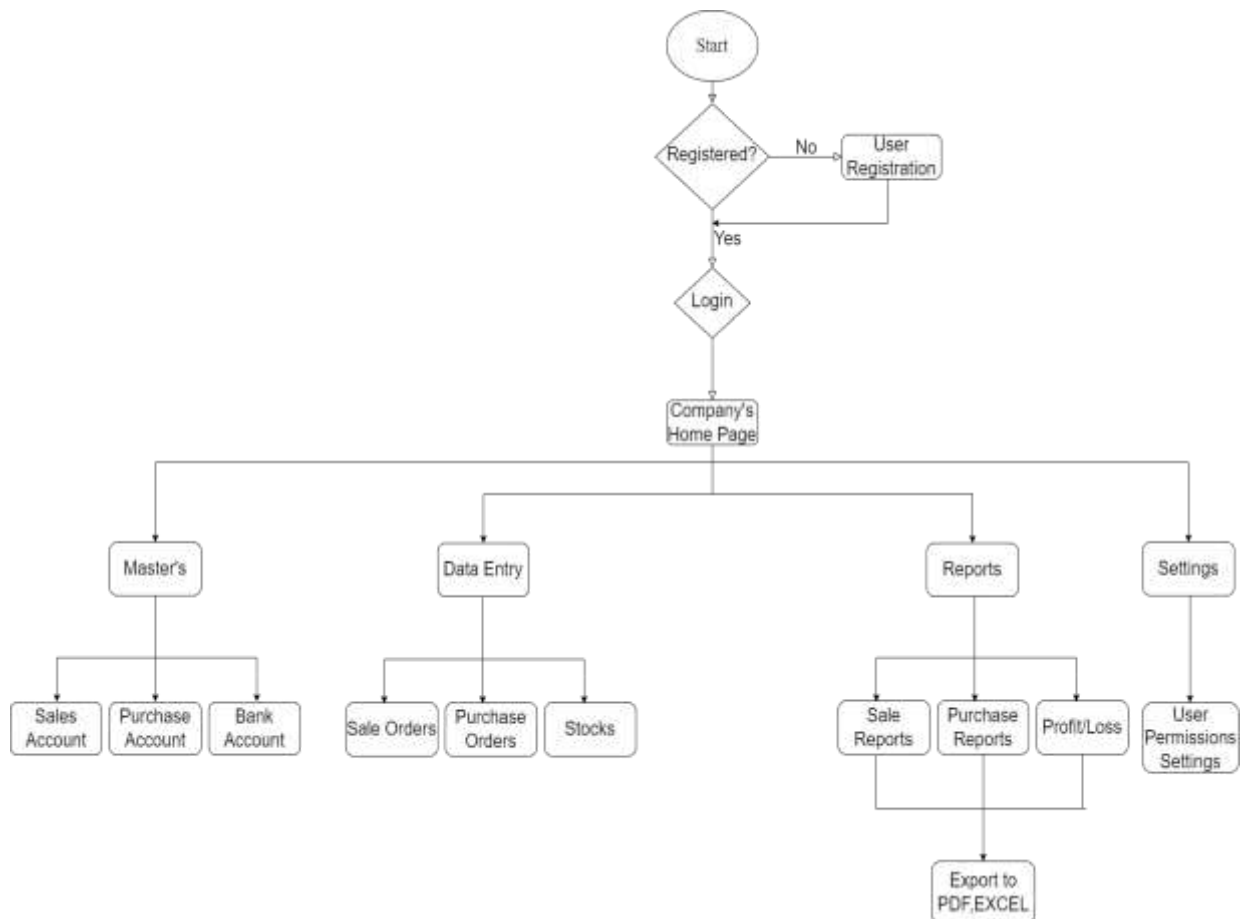 Start
Registered?
No
User
Registration
Yes
Login
Company's
Home Page
Master's
Data Entry
Reports
Settings
Sales
Account
Purchase
Account
Bank
Account
Sale Orders
Purchase
Orders
Stocks
Sale
Reports
Purchase
Reports
Profit/Loss
User
Permissions
Settings
Export to
PDF,EXCEL